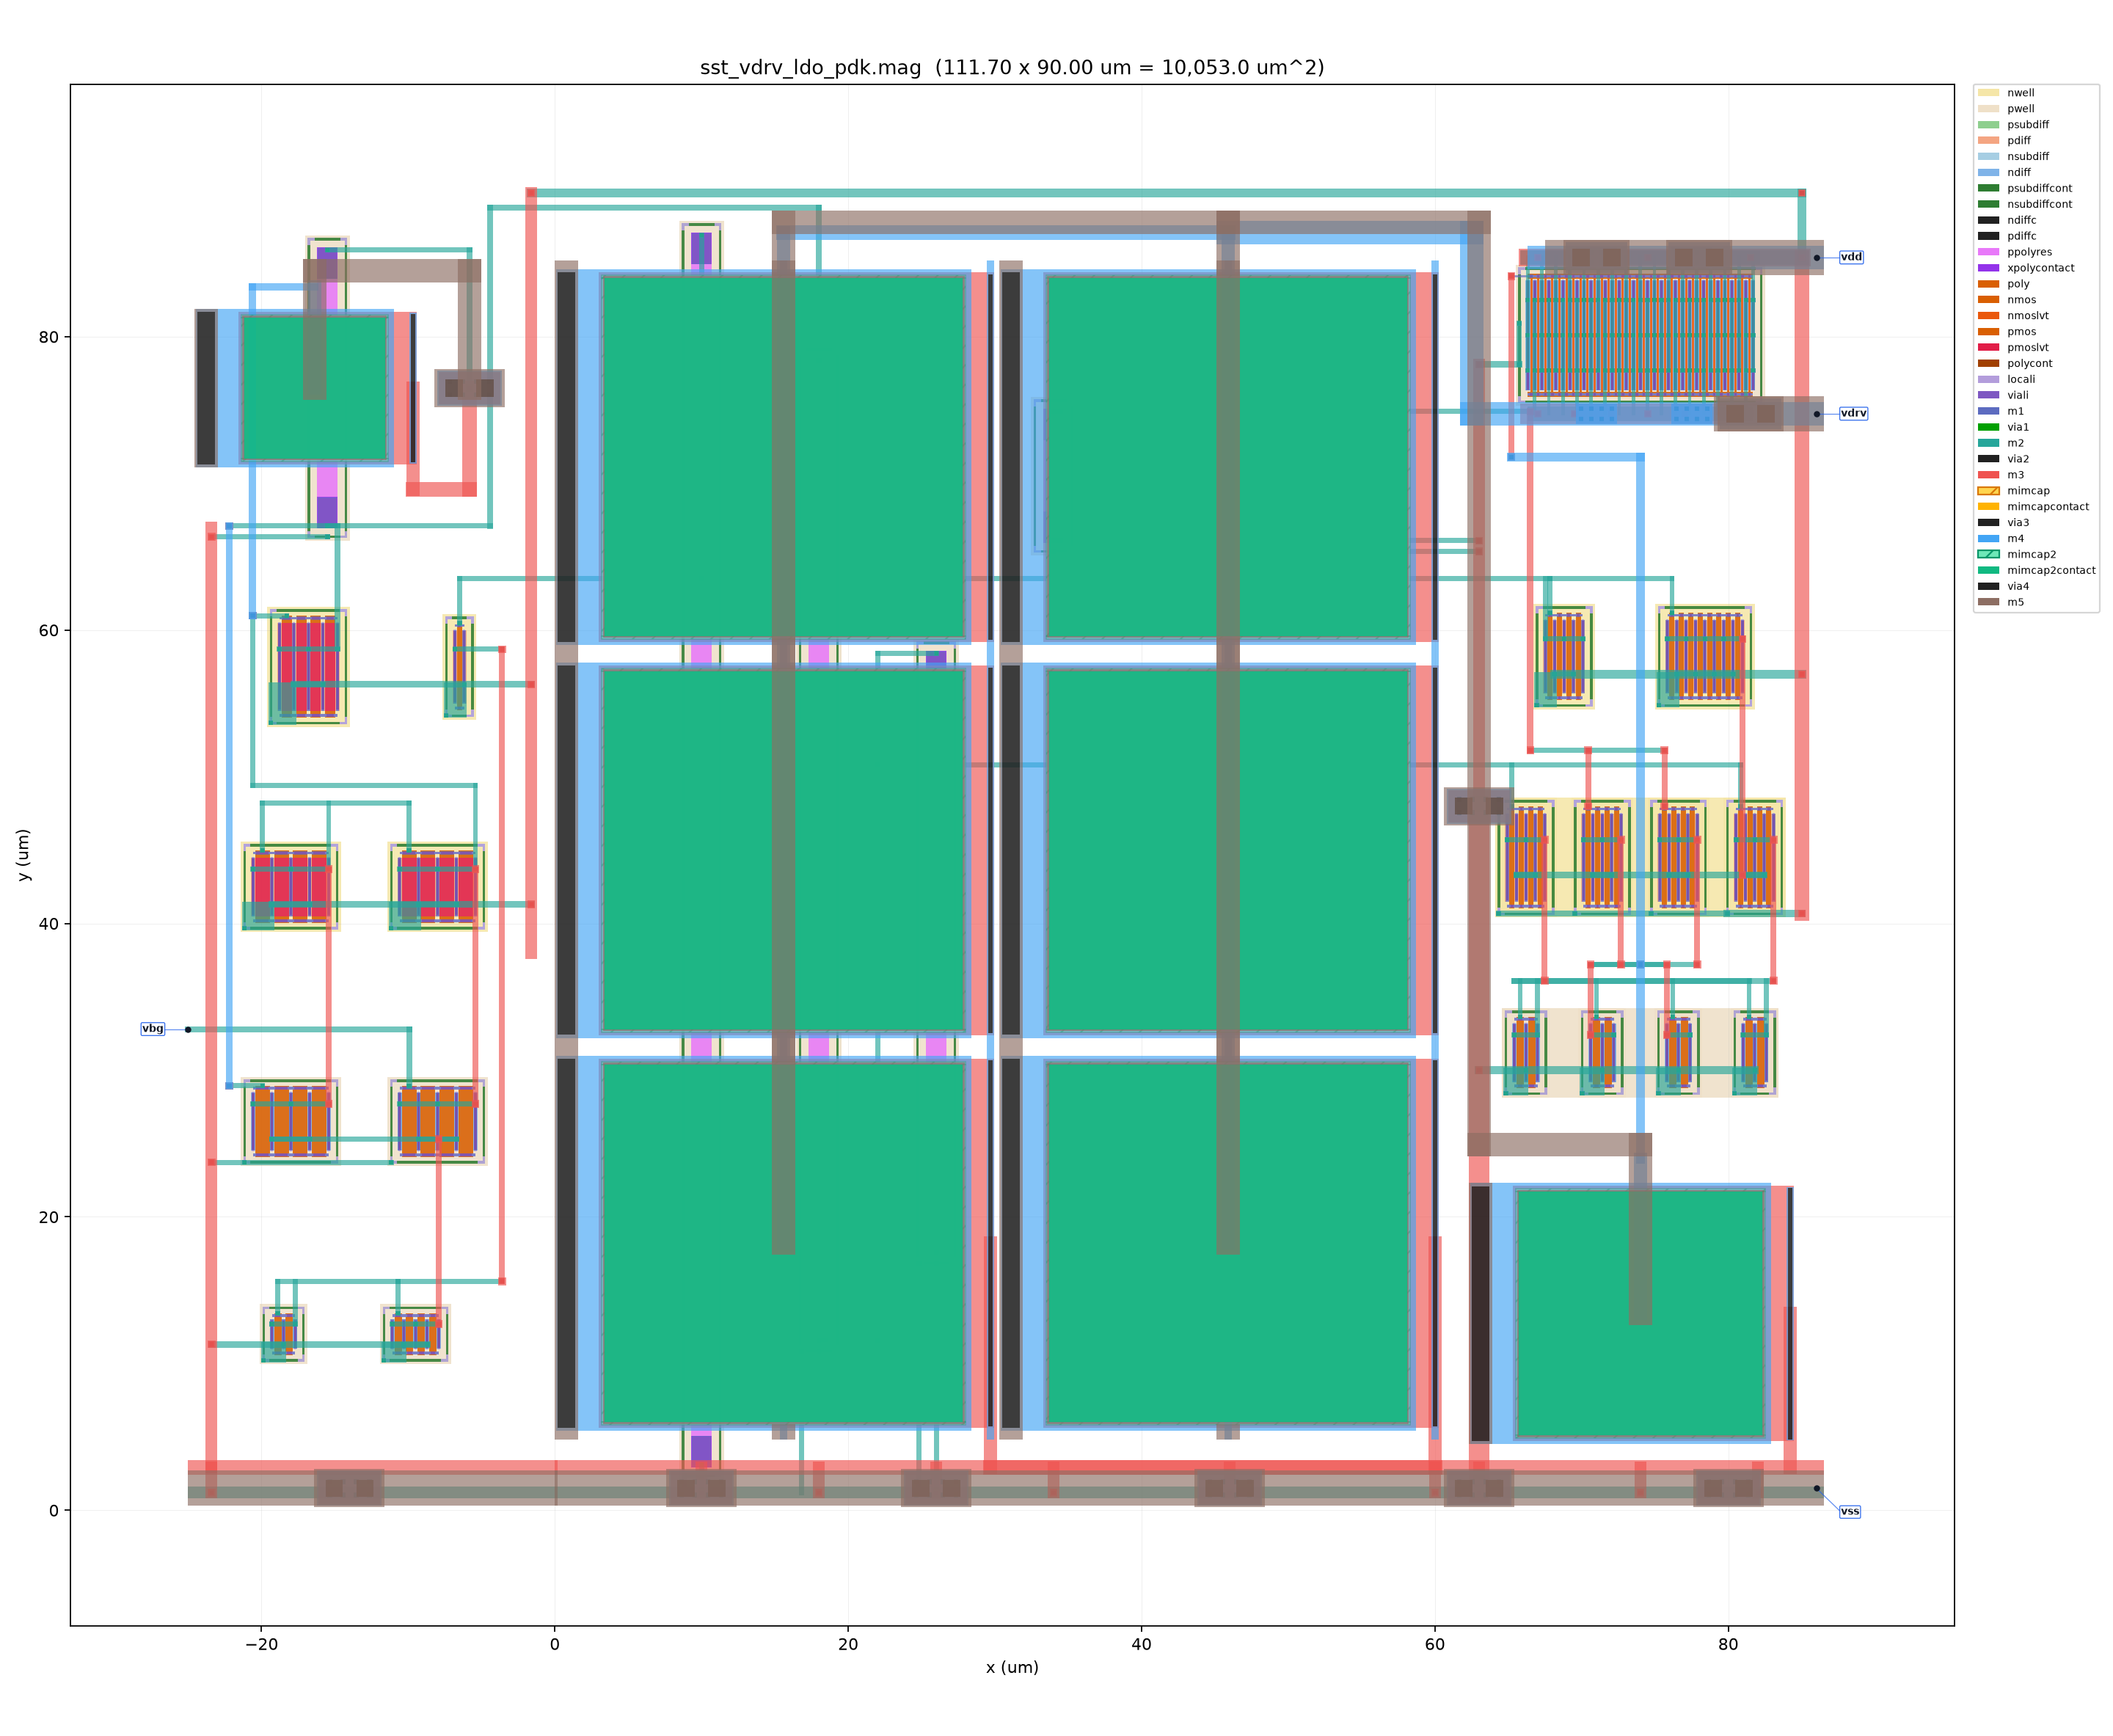 sst_vdrv_ldo_pdk.mag (111.70 x 90.00 um = 10,053.0 um^2)
nwell
pwell
psubdiff
pdiff
nsubdiff
ndiff
psubdiffcont
nsubdiffcont
ndiffc
pdiffc
ppolyres
xpolycontact
poly
nmos
nmoslvt
pmos
pmoslvt
polycont
locali
viali
m1
via1
m2
via2
m3
mimcap
mimcapcontact
via3
m4
mimcap2
mimcap2contact
via4
m5
vdd
vdrv
vbg
vss
80
60
40
20
0
y (um)
−20
0
20
40
60
80
x (um)